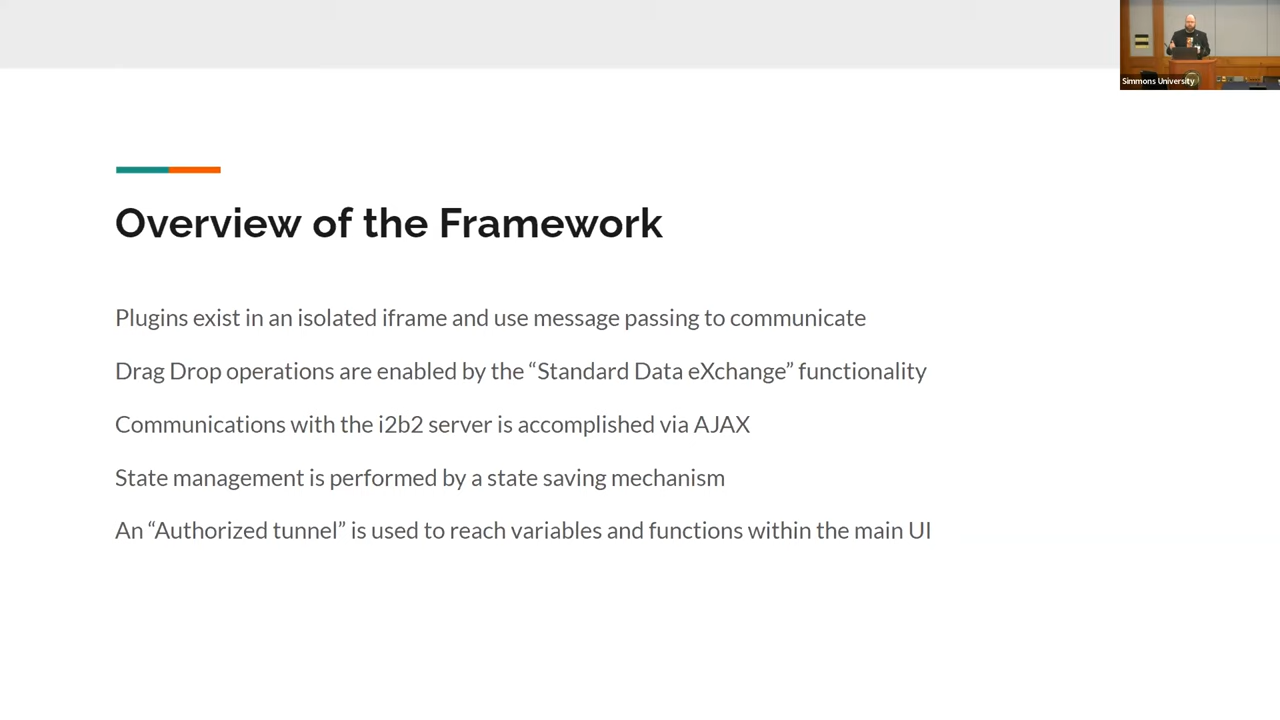 Simmons University
Overview of the Framework
Plugins exist in an isolated iframe and use message passing to communicate
Drag Drop operations are enabled by the “Standard Data eXchange” functionality
Communications with the i2b2 server is accomplished via AJAX
State management is performed by a state saving mechanism
An “Authorized tunnel” is used to reach variables and functions within the main UI